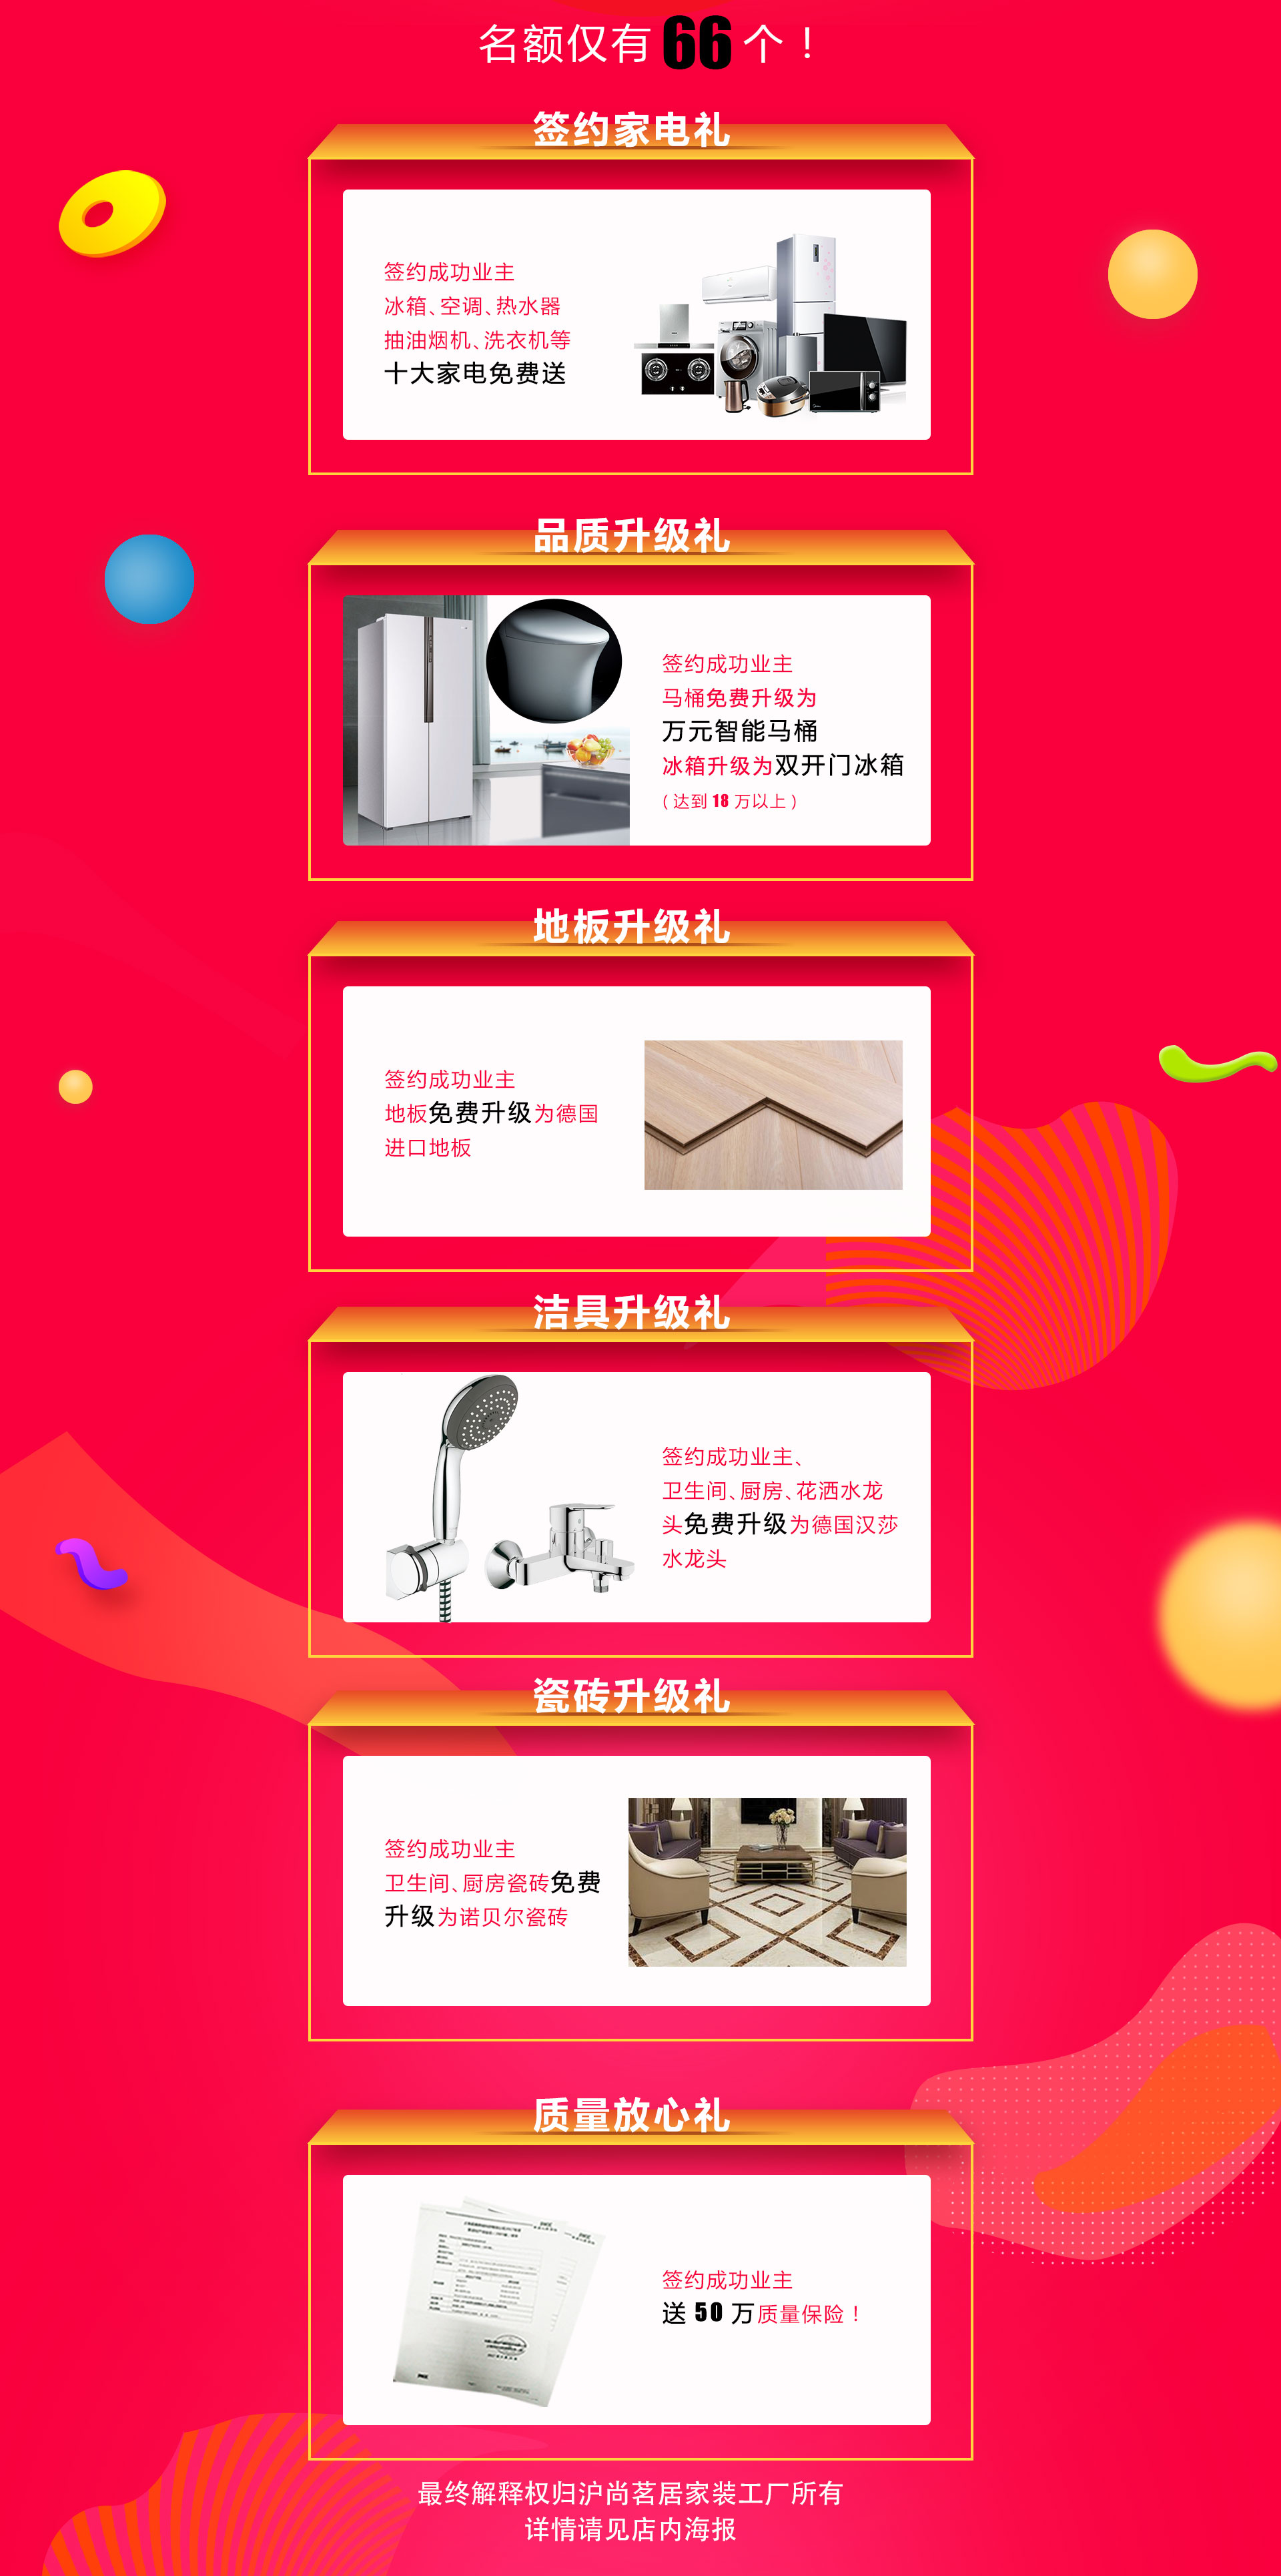 名额仅有66个！
签约家电礼
签约成功业主
冰箱、空调、热水器
抽油烟机、洗衣机等
十大家电免费送
品质升级礼
签约成功业主
马桶免费升级为
万元智能马桶
冰箱升级为双开门冰箱
（达到18万以上）
地板升级礼
签约成功业主
地板免费升级为德国
进口地板
洁具升级礼
签约成功业主、
卫生间、厨房、花洒水龙
头免费升级为德国汉莎
水龙头
瓷砖升级礼
签约成功业主
卫生间、厨房瓷砖免费
升级为诺贝尔瓷砖
质量放心礼
签约成功业主
送50万质量保险！
最终解释权归沪尚茗居家装工厂所有
详情请见店内海报